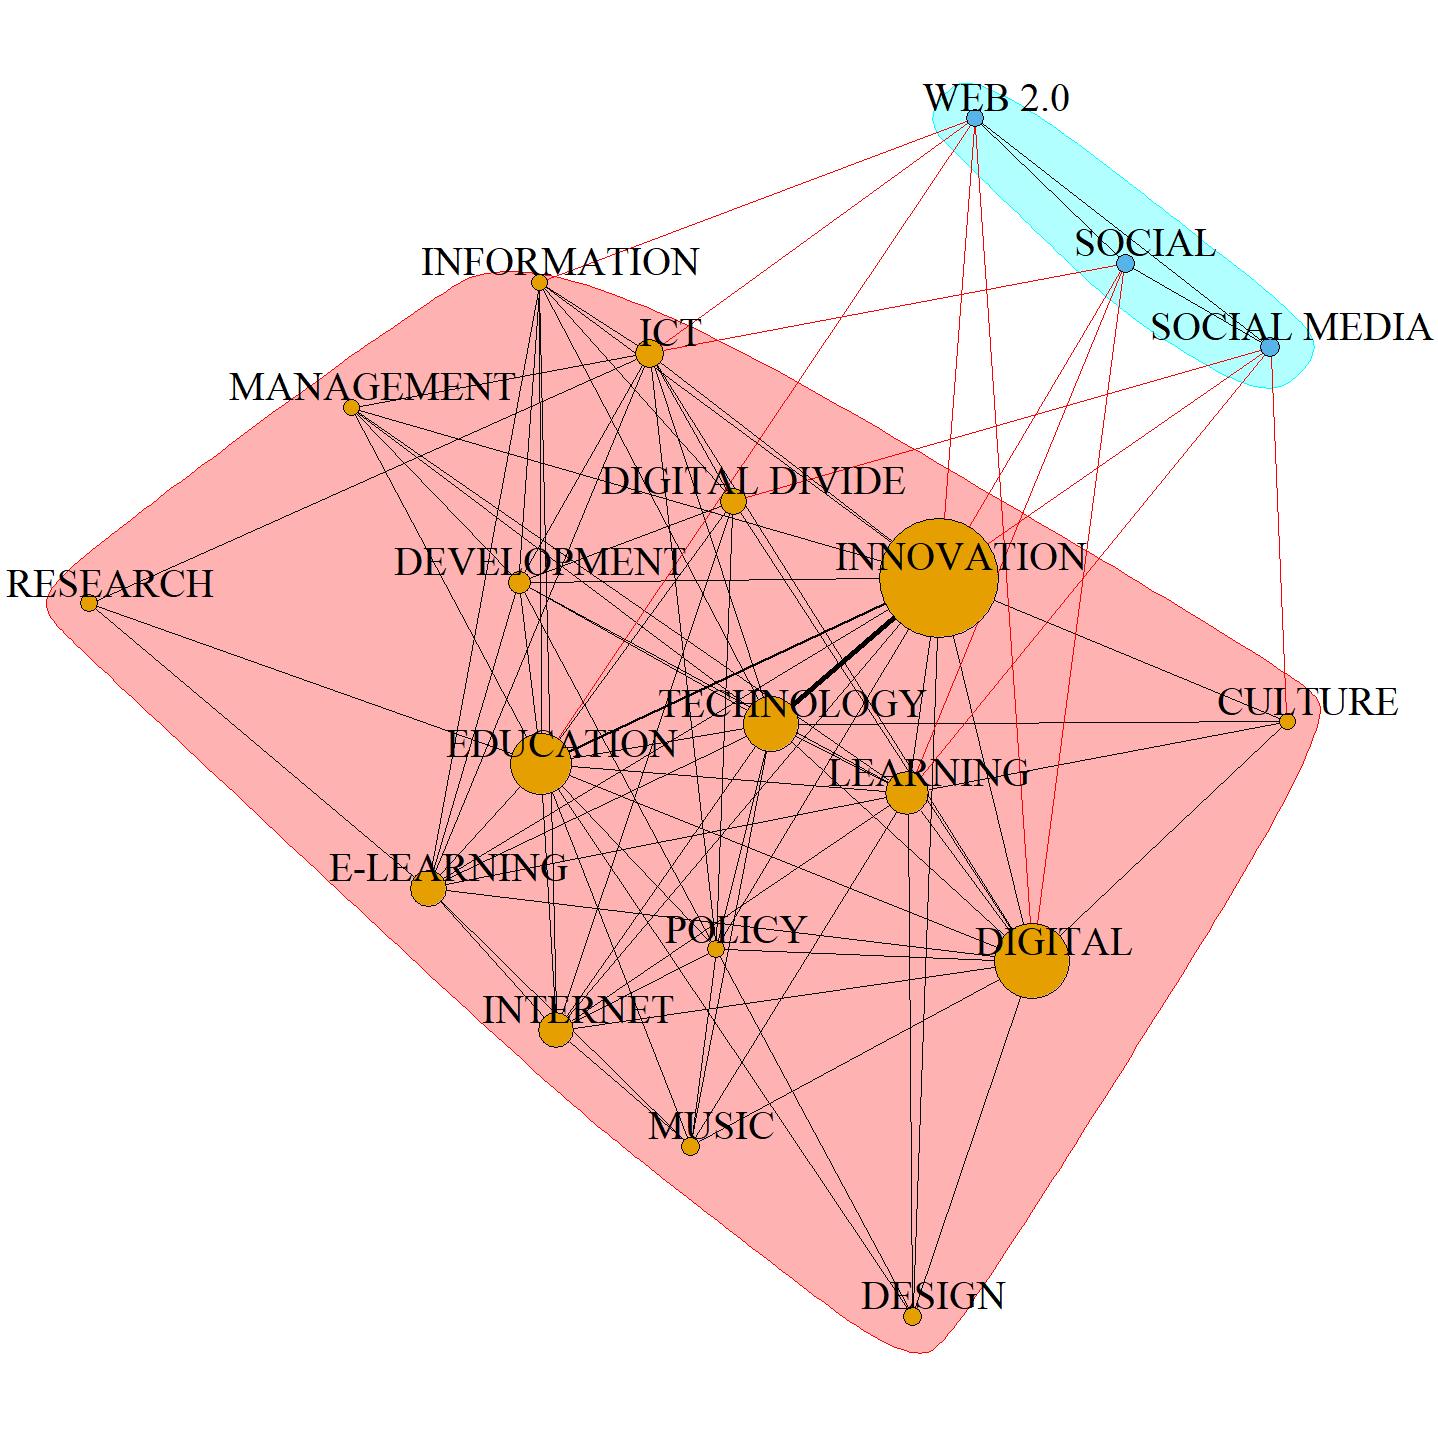 WEB 2.0
SOCIAL
INFORMATION
SOCIAL MEDIA
ICT
MANAGEMENT
DIGITAL DIVIDE
INNOVATION
DEVELOPMENT
RESEARCH
CULTURE
TECHNOLOGY
EDUCATION
LEARNING
E-LEARNING
POLICY
DIGITAL
INTERNET
MUSIC
DESIGN